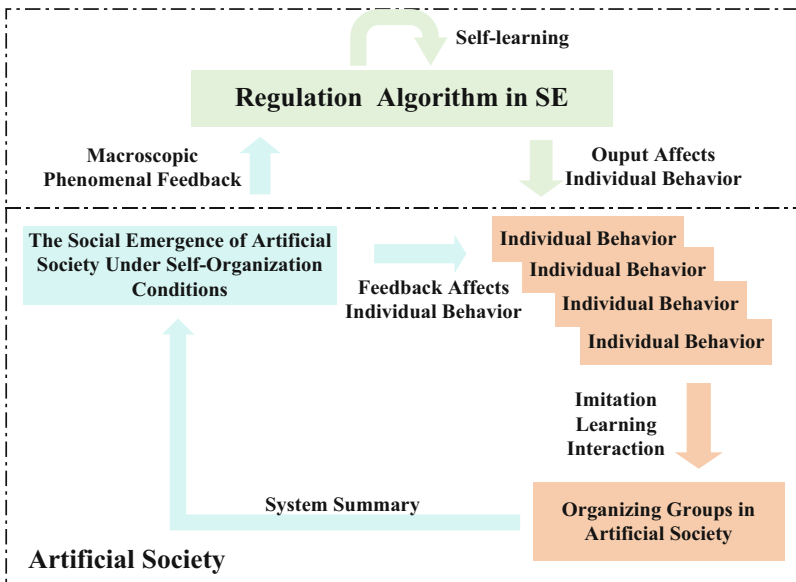 Self-learning
Regulation Algorithm in SE
Macroscopic
Phenomenal Feedback
Ouput Affects
Individual Behavior
The Social Emergence of Artificial
Society Under Self-Organization
Conditions
Feedback Affects
Individual Behavior
Individual Behavior
Individual Behavior
Individual Behavior
Individual Behavior
Imitation
Learning
Interaction
System Summary
Organizing Groups in
Artificial Society
Artificial Society